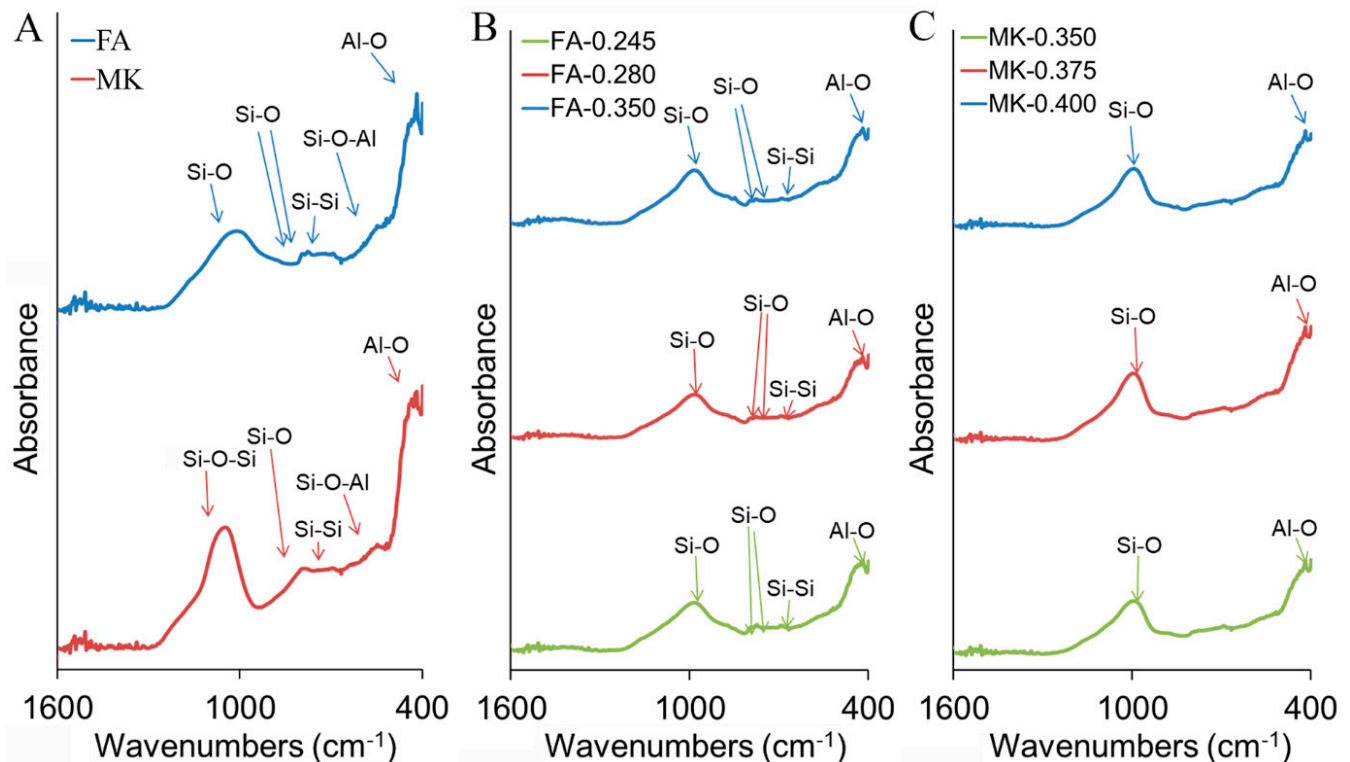 A
FA
MK
Al-O
Si-O
Si-O-Al
Si-O
Si-Si
Al-O
Si-O
Si-O-Si
Si-O-Al
Si-Si
Absorbance
1600
1000
400
Wavenumbers (cm⁻¹)
B
FA-0.245
FA-0.280
FA-0.350
Si-O
Al-O
Si-O
Si-Si
Si-O
Al-O
Si-O
Si-Si
Si-O
Al-O
Si-O
Si-Si
Absorbance
1600
1000
400
Wavenumbers (cm⁻¹)
C
MK-0.350
MK-0.375
MK-0.400
Al-O
Si-O
Al-O
Si-O
Al-O
Si-O
Absorbance
1600
1000
400
Wavenumbers (cm⁻¹)